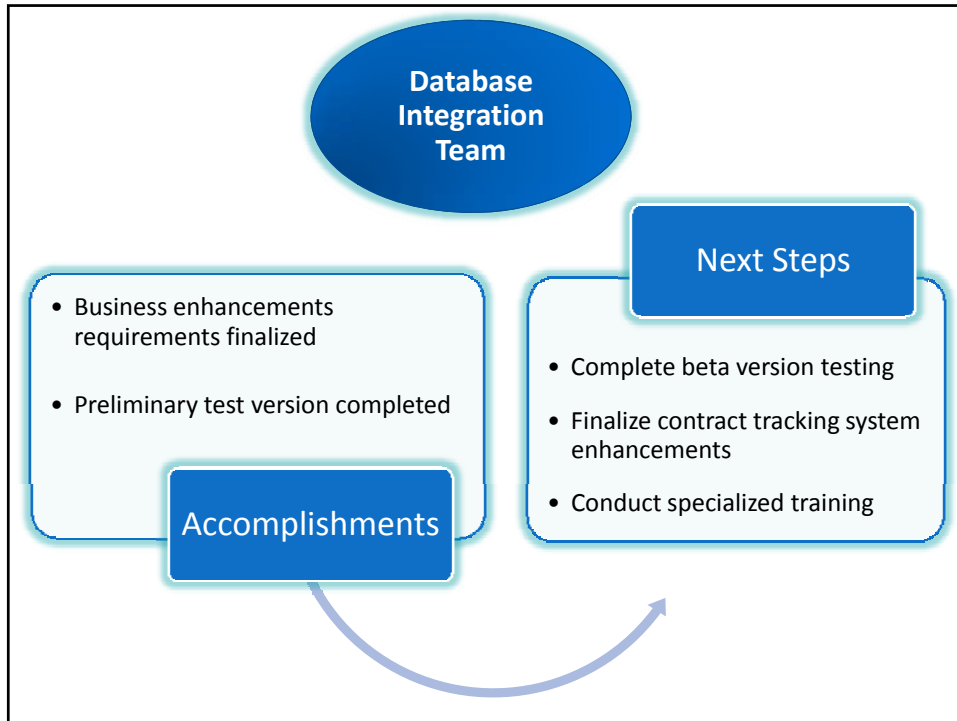 Database
Integration
Team
• Business enhancements
requirements finalized
• Preliminary test version completed
Accomplishments
Next Steps
• Complete beta version testing
• Finalize contract tracking system
enhancements
• Conduct specialized training